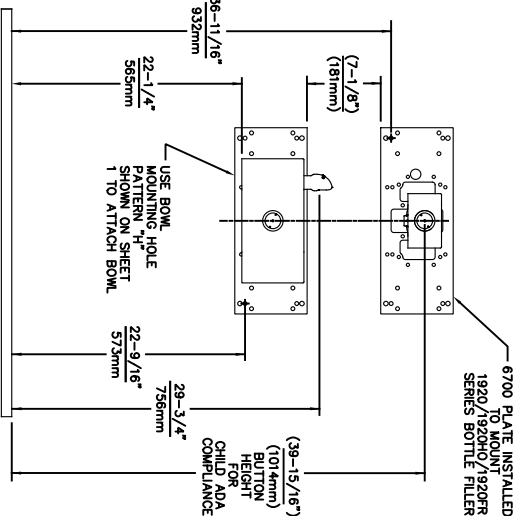 6700 PLATE INSTALLED
TO MOUNT
1920/1920HO/1920FR
SERIES BOTTLE FILLER
(7-1/8")
(181mm)
36-11/16"
932mm
22-1/4"
565mm
USE BOWL
MOUNTING HOLE
PATTERN "H"
SHOWN ON SHEET
1 TO ATTACH BOWL
22-9/16"
573mm
29-3/4"
756mm
(39-15/16")
(1014mm)
BUTTON
HEIGHT
FOR
CHILD ADA
COMPLIANCE